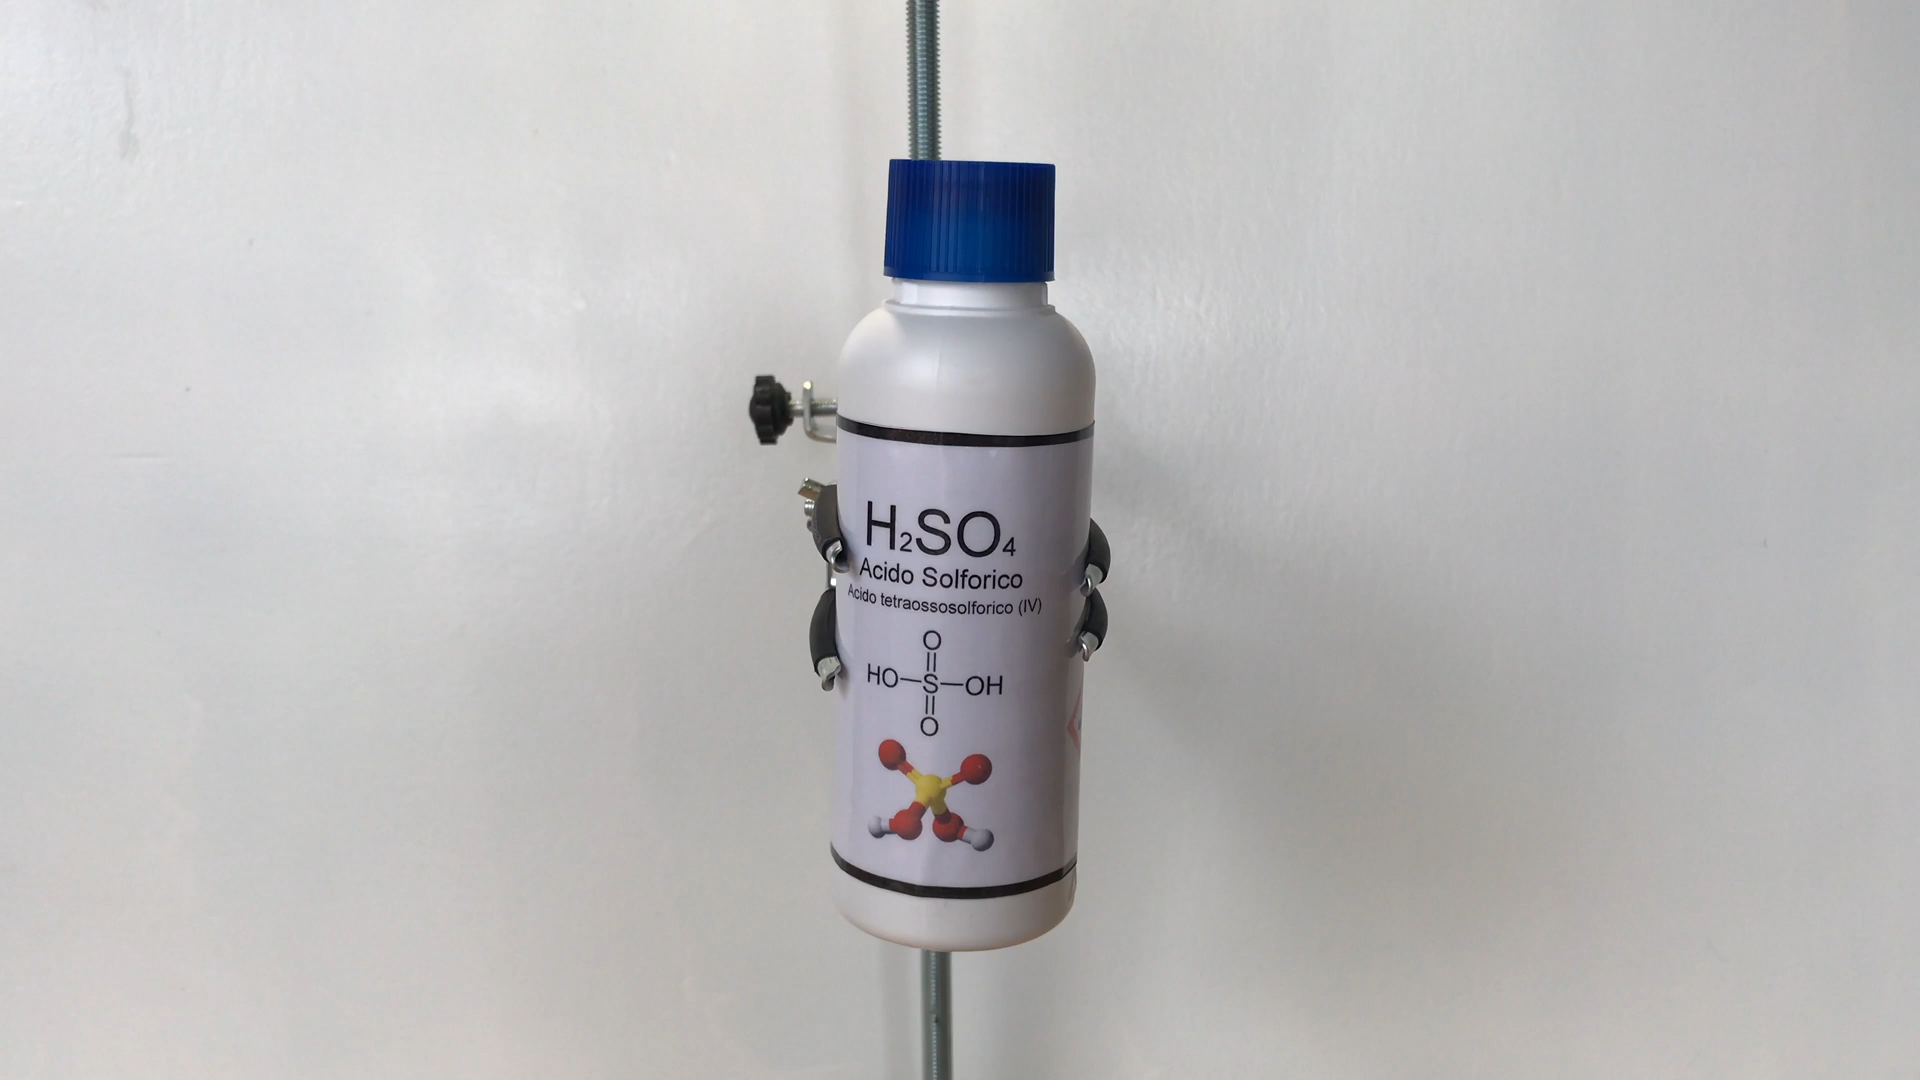 H₂SO₄
Acido Solforico
Acido tetraossosolforico (IV)
O
HO—S—OH
O